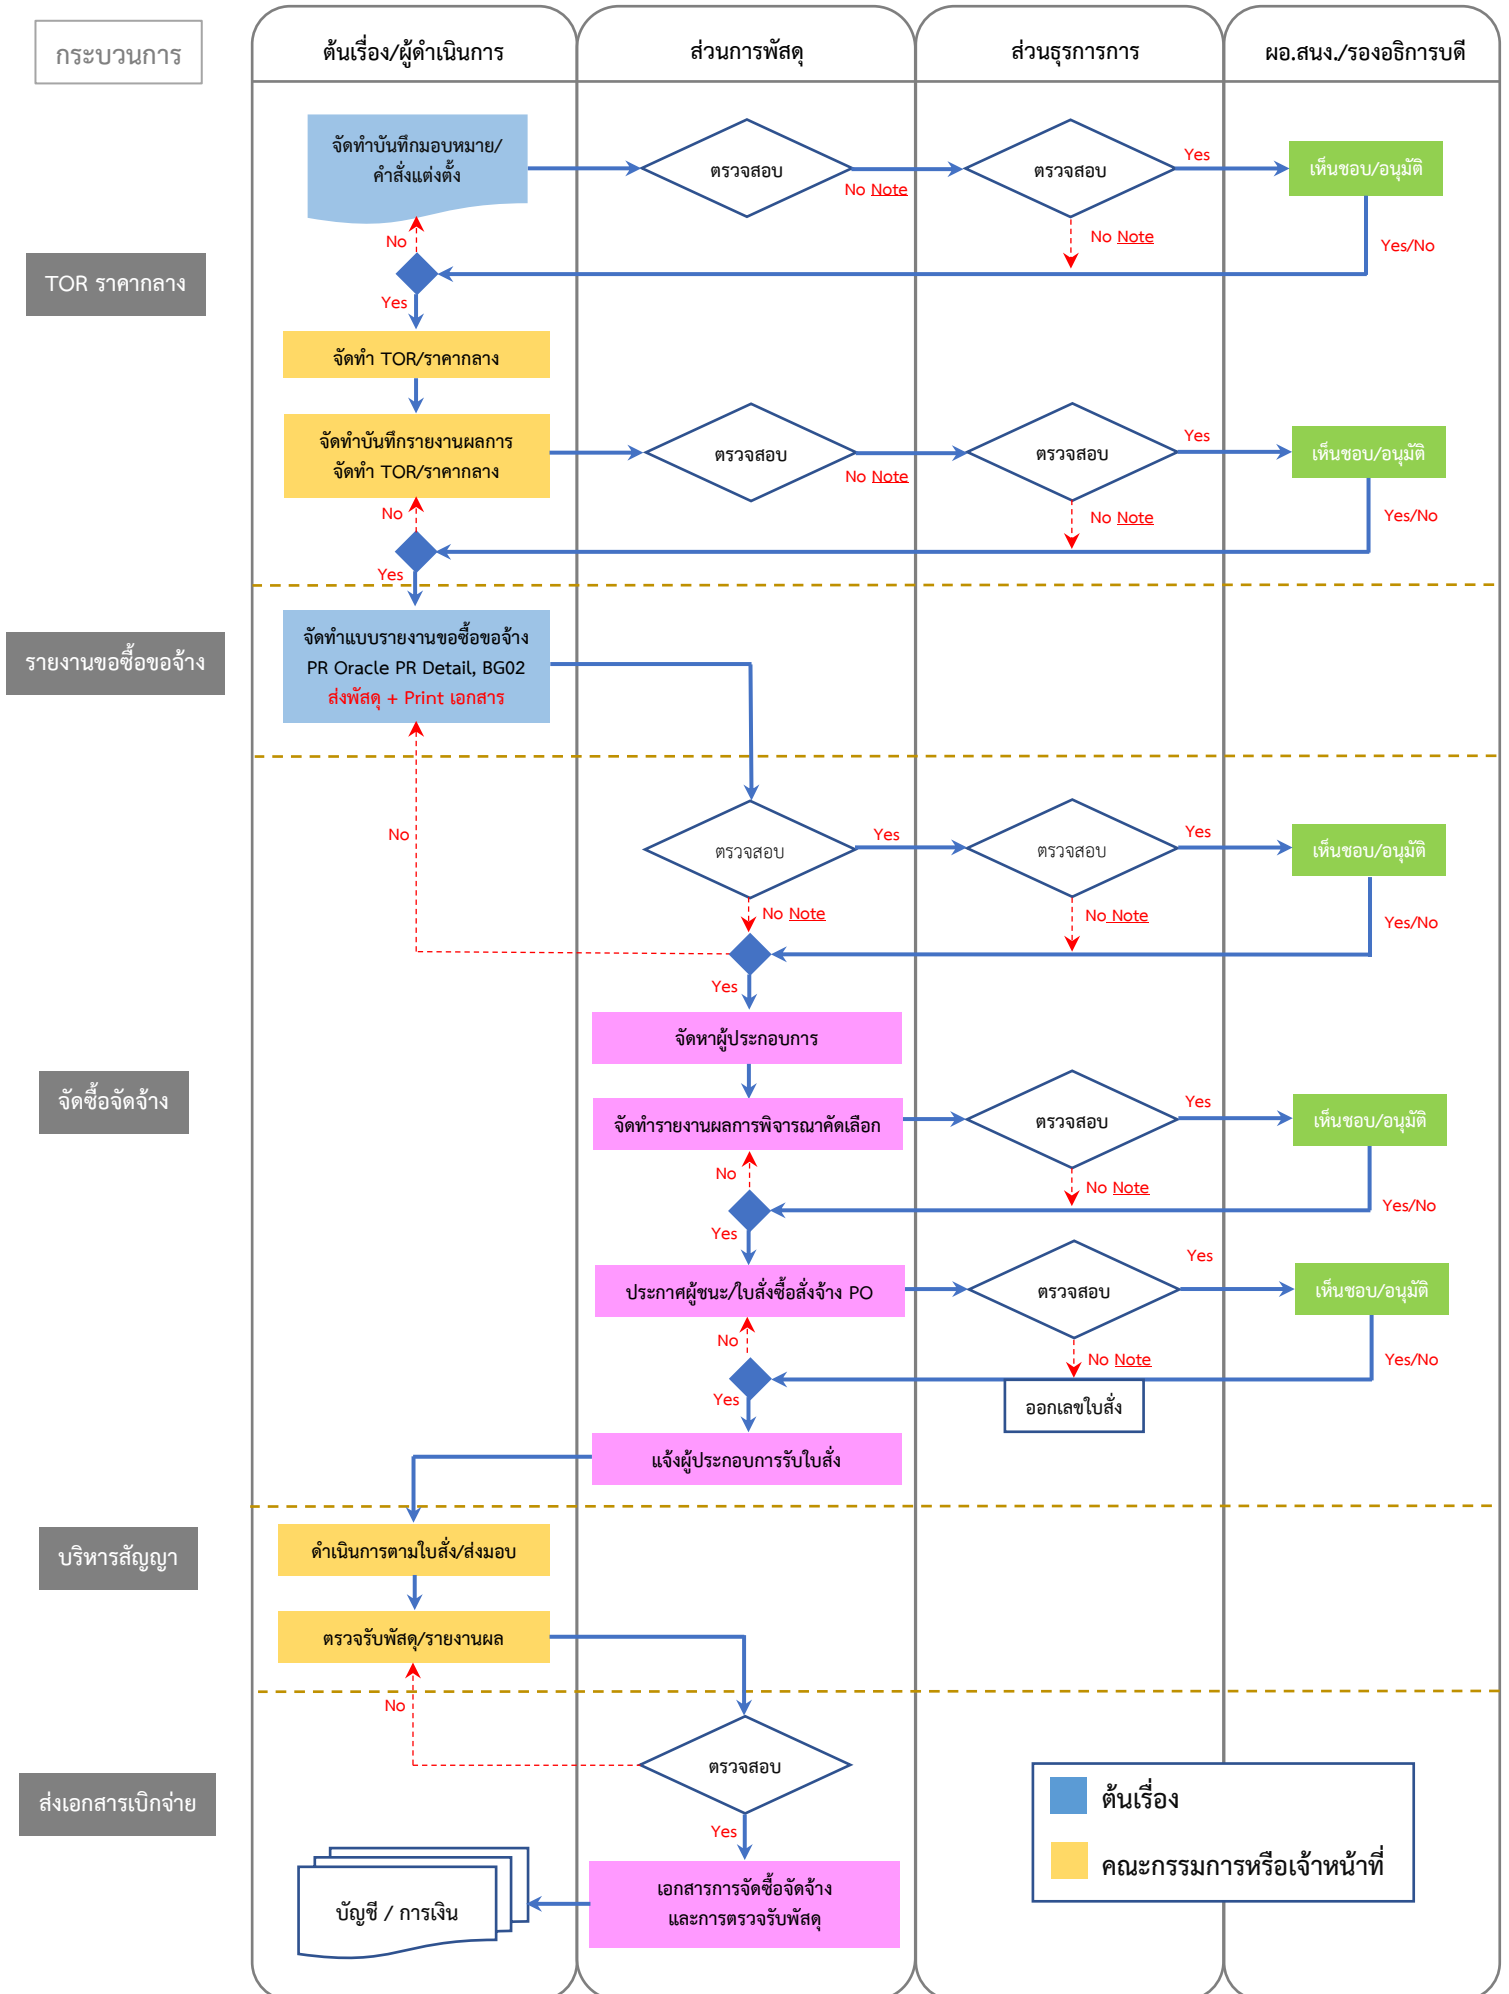 กระบวนการ
ต้นเรื่อง/ผู้ดำเนินการ
ส่วนการพัสดุ
ส่วนธุรการการ
ผอ.สนง./รองอธิการบดี
จัดทำบันทึกมอบหมาย/
คำสั่งแต่งตั้ง
ตรวจสอบ
No Note
ตรวจสอบ
Yes
เห็นชอบ/อนุมัติ
No
No Note
Yes/No
TOR ราคากลาง
Yes
จัดทำ TOR/ราคากลาง
จัดทำบันทึกรายงานผลการ
จัดทำ TOR/ราคากลาง
ตรวจสอบ
No Note
ตรวจสอบ
Yes
เห็นชอบ/อนุมัติ
No
No Note
Yes/No
Yes
รายงานขอซื้อขอจ้าง
จัดทำแบบรายงานขอซื้อขอจ้าง
PR Oracle PR Detail, BG02
ส่งพัสดุ + Print เอกสาร
No
ตรวจสอบ
Yes
ตรวจสอบ
Yes
เห็นชอบ/อนุมัติ
No Note
No Note
Yes/No
Yes
จัดหาผู้ประกอบการ
จัดซื้อจัดจ้าง
จัดทำรายงานผลการพิจารณาคัดเลือก
ตรวจสอบ
Yes
เห็นชอบ/อนุมัติ
No
No Note
Yes/No
Yes
ประกาศผู้ชนะ/ใบสั่งซื้อสั่งจ้าง PO
ตรวจสอบ
Yes
เห็นชอบ/อนุมัติ
No
No Note
Yes/No
Yes
ออกเลขใบสั่ง
แจ้งผู้ประกอบการรับใบสั่ง
บริหารสัญญา
ดำเนินการตามใบสั่ง/ส่งมอบ
ตรวจรับพัสดุ/รายงานผล
No
ตรวจสอบ
ส่งเอกสารเบิกจ่าย
Yes
เอกสารการจัดซื้อจัดจ้าง
และการตรวจรับพัสดุ
บัญชี / การเงิน
ต้นเรื่อง
คณะกรรมการหรือเจ้าหน้าที่